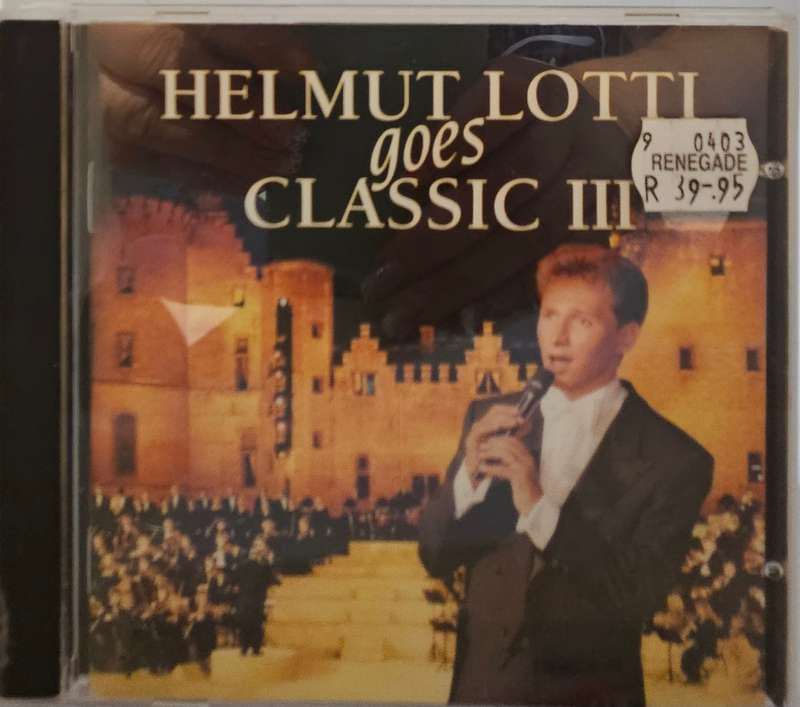 HELMUT LOTTI
goes
CLASSIC III
9 0403
RENEGADE
R 39-.95